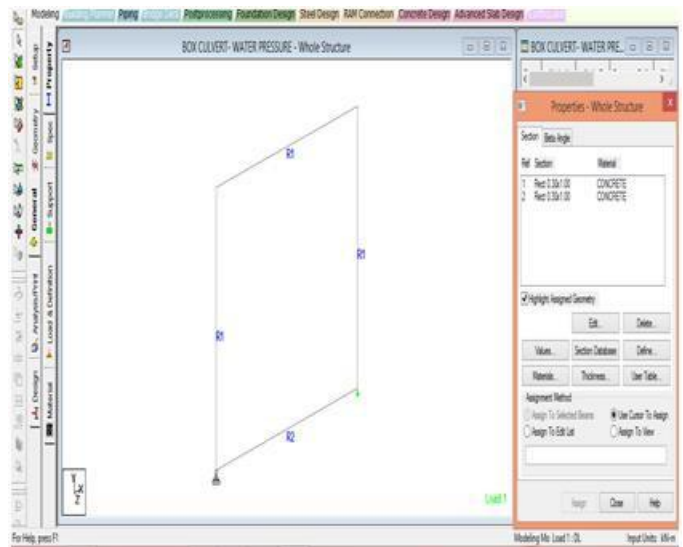 Modeling Piping Postprocessing Foundation Design Steel Design RAM Connection Concrete Design Advanced Slab Design
BOX CULVERT- WATER PRESSURE - Whole Structure
BOX CULVERT- WATER PRE...
Setup
Geometry
General
Analysis/Print
Design
Property
Spec
Support
Load & Definition
Material
R1
R1
R1
R2
Load 1
Properties - Whole Structure
Section Beta Angle
Ref Section Material
1 Rect 0.30x1.00 CONCRETE
2 Rect 0.30x1.00 CONCRETE
Highlight Assigned Geometry
Edit... Delete...
Values... Section Database Define...
Materials... Thickness... User Table...
Assignment Method
Assign To Selected Beams Use Cursor To Assign
Assign To Edit List Assign To View
Assign Close Help
For Help, press F1
Modeling Mo Load 1 : DL Input Units: kN-m